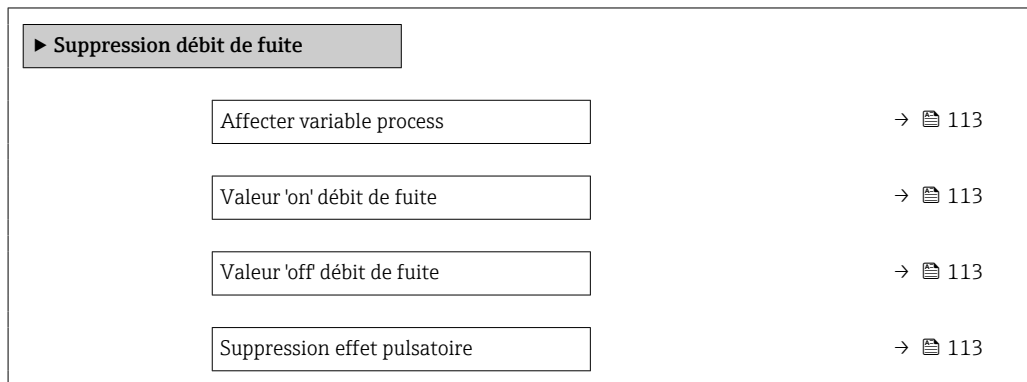 ▶ Suppression débit de fuite
Affecter variable process → 113
Valeur 'on' débit de fuite → 113
Valeur 'off' débit de fuite → 113
Suppression effet pulsatoire → 113